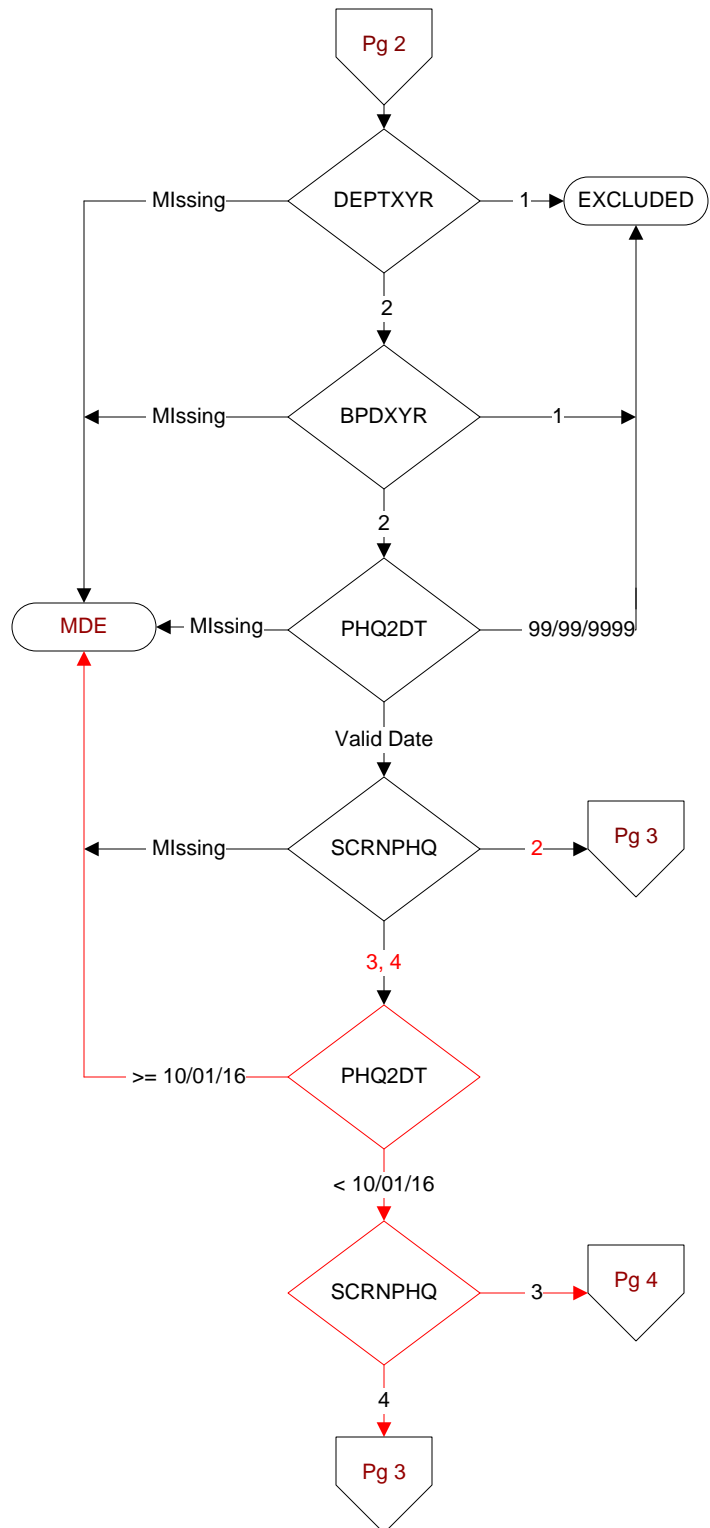 Pg 2
MIssing
DEPTXYR
1
EXCLUDED
2
MIssing
BPDXYR
1
2
MDE
MIssing
PHQ2DT
99/99/9999
Valid Date
MIssing
SCRNPHQ
2
Pg 3
3, 4
>= 10/01/16
PHQ2DT
< 10/01/16
SCRNPHQ
3
Pg 4
4
Pg 3